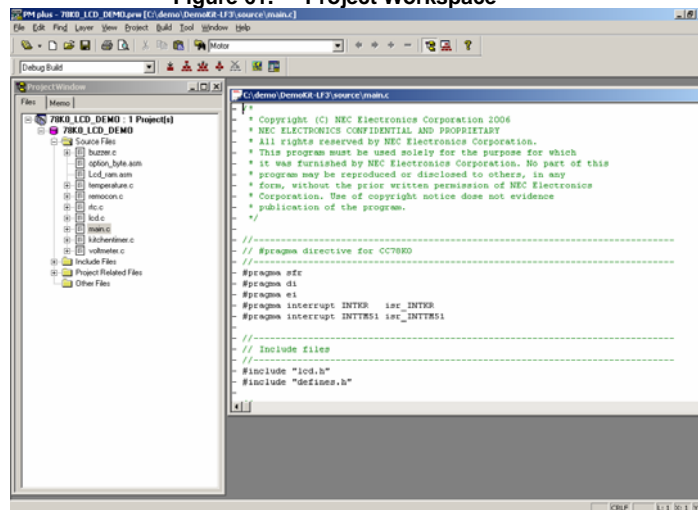 Figure 61. Project Workspace
PM plus - 78K0_LCD_DEMO.prw [C:\demo\DemoKit-LF3\source\main.c]
File Edit Find Layer View Project Build Tool Window Help
Motor
Debug Build
ProjectWindow
Files Memo
78K0_LCD_DEMO : 1 Project(s)
78K0_LCD_DEMO
Source Files
buzzer.c
option_byte.asm
Lcd_ram.asm
temperature.c
remocon.c
rtc.c
lcd.c
main.c
kitchentimer.c
voltmeter.c
Include Files
Project Related Files
Other Files
C:\demo\DemoKit-LF3\source\main.c
/*
* Copyright (C) NEC Electronics Corporation 2006
* NEC ELECTRONICS CONFIDENTIAL AND PROPRIETARY
* All rights reserved by NEC Electronics Corporation.
* This program must be used solely for the purpose for which
* it was furnished by NEC Electronics Corporation. No part of this
* program may be reproduced or disclosed to others, in any
* form, without the prior written permission of NEC Electronics
* Corporation. Use of copyright notice dose not evidence
* publication of the program.
*/
//---------------------------------------------------------------------
// #pragma directive for CC78K0
//---------------------------------------------------------------------
#pragma sfr
#pragma di
#pragma ei
#pragma interrupt INTKR isr_INTKR
#pragma interrupt INTTM51 isr_INTTM51
//---------------------------------------------------------------------
// Include files
//---------------------------------------------------------------------
#include "lcd.h"
#include "defines.h"
CRLF L: 1 X: 1